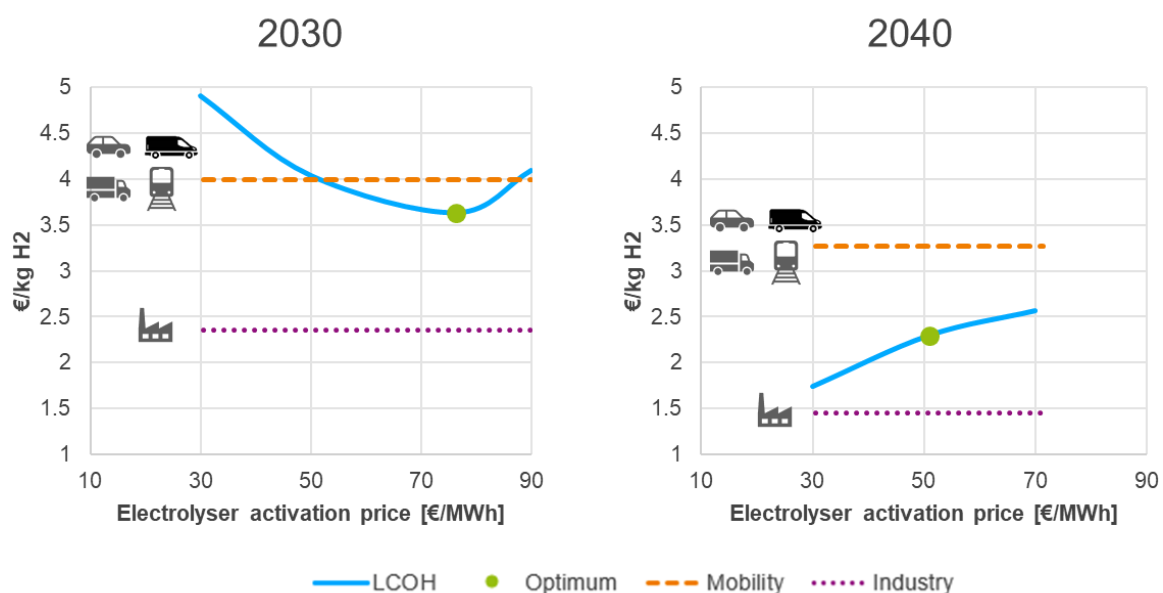 2030
5
4.5
4
3.5
3
2.5
2
1.5
1
€/kg H2
10 30 50 70 90
Electrolyser activation price [€/MWh]
2040
5
4.5
4
3.5
3
2.5
2
1.5
1
€/kg H2
10 30 50 70 90
Electrolyser activation price [€/MWh]
LCOH Optimum Mobility Industry